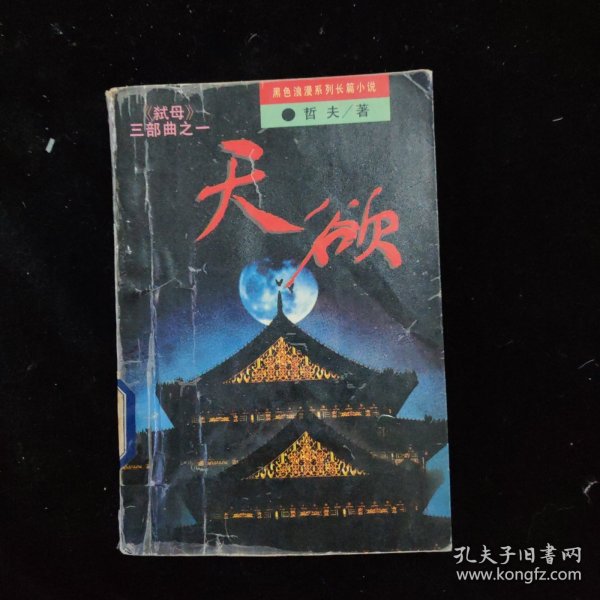 黑色浪漫系列长篇小说
●哲夫/著
《弑母》
三部曲之一
天欲
孔夫子旧书网
www.kongfz.com